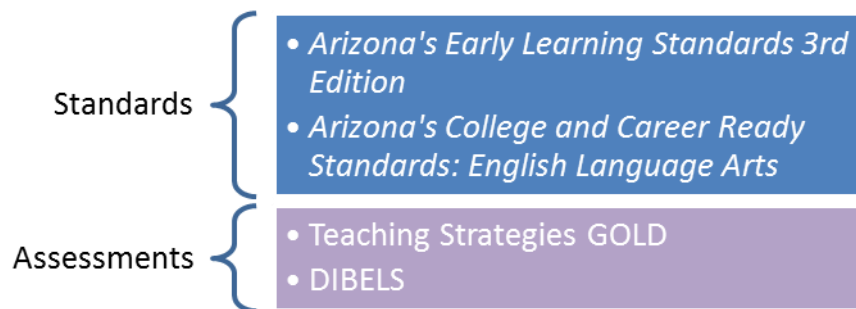 Standards
• Arizona's Early Learning Standards 3rd
Edition
• Arizona's College and Career Ready
Standards: English Language Arts
Assessments
• Teaching Strategies GOLD
• DIBELS